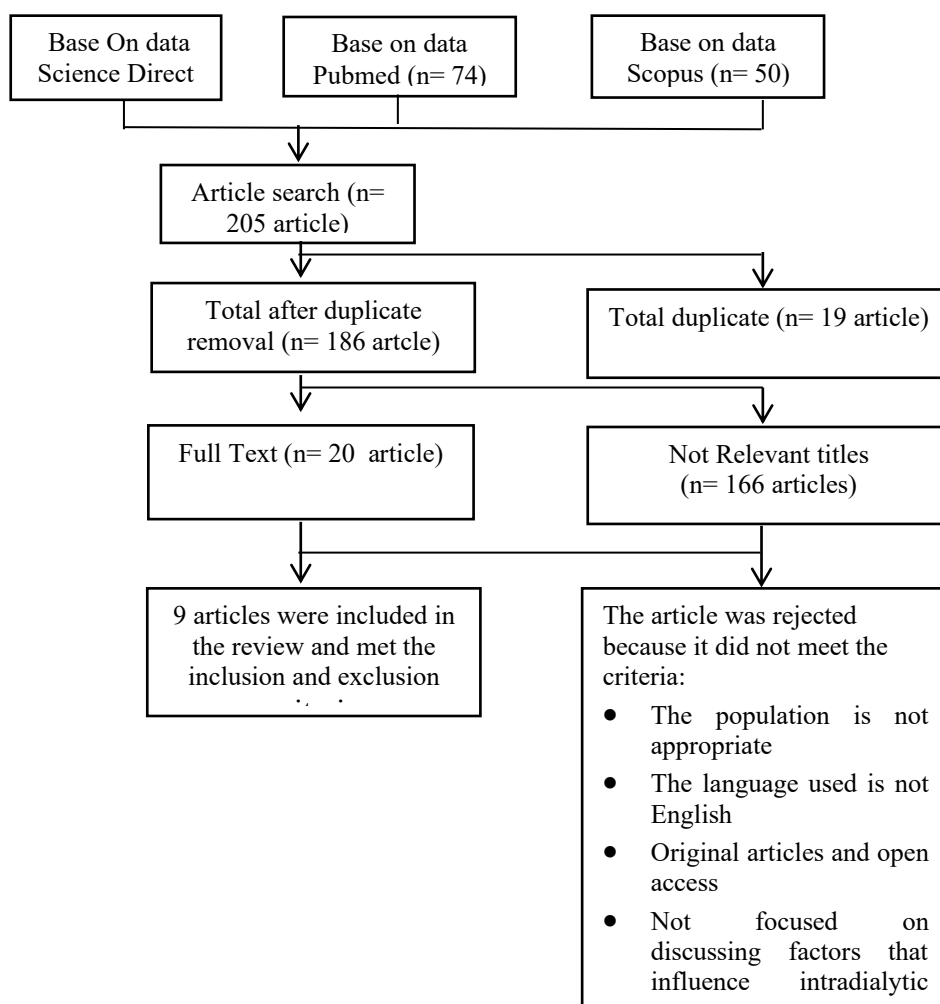 Base On data
Science Direct
Base on data
Pubmed (n= 74)
Base on data
Scopus (n= 50)
Article search (n=
205 article)
Total after duplicate
removal (n= 186 artcle)
Total duplicate (n= 19 article)
Full Text (n= 20 article)
Not Relevant titles
(n= 166 articles)
9 articles were included in
the review and met the
inclusion and exclusion
The article was rejected
because it did not meet the
criteria:
• The population is not
appropriate
• The language used is not
English
• Original articles and open
access
• Not focused on
discussing factors that
influence intradialytic